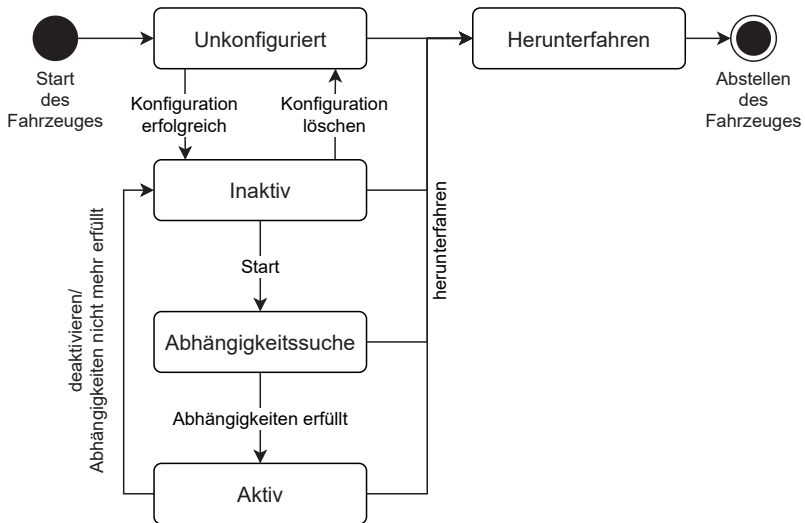 Unkonfiguriert
Herunterfahren
Start
des
Fahrzeuges
Abstellen
des
Fahrzeuges
Konfiguration
erfolgreich
Konfiguration
löschen
Inaktiv
deaktivieren/
Abhängigkeiten nicht mehr erfüllt
herunterfahren
Start
Abhängigkeitssuche
Abhängigkeiten erfüllt
Aktiv